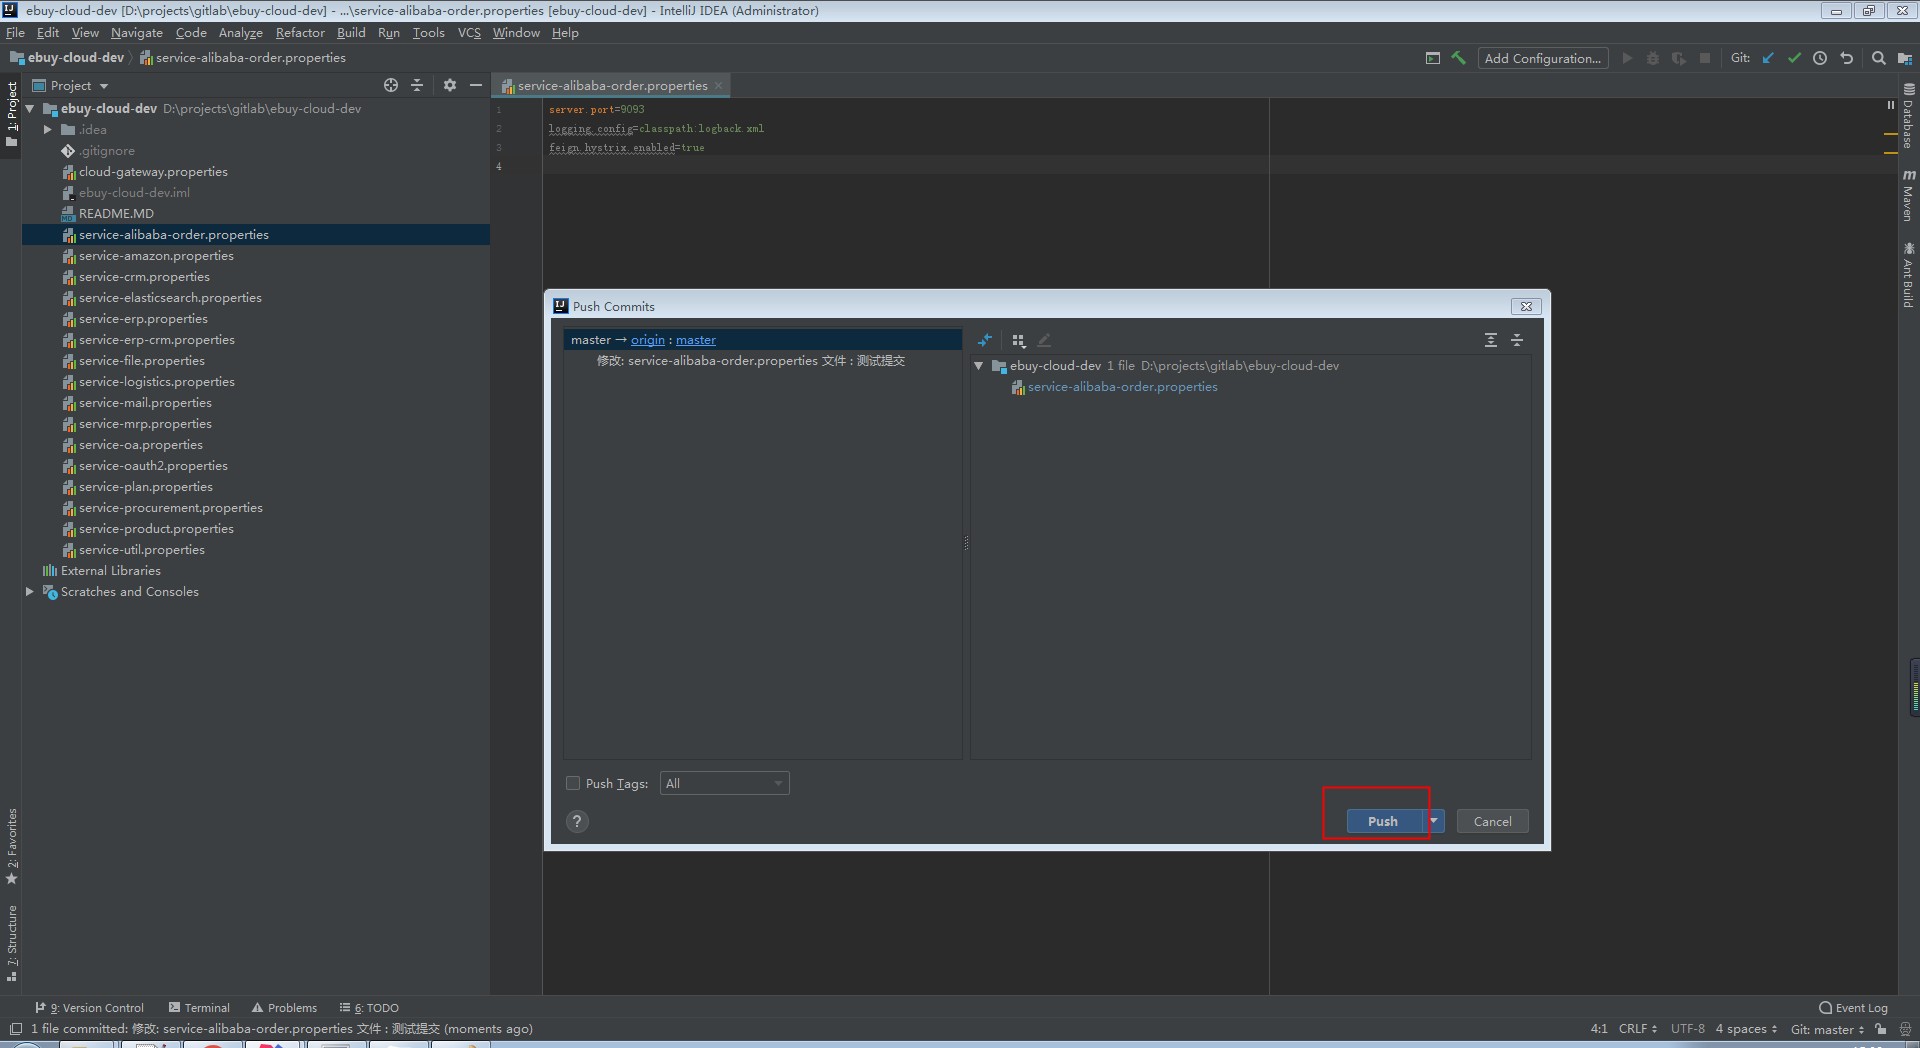 ebuy-cloud-dev [D:\projects\gitlab\ebuy-cloud-dev] - ...\service-alibaba-order.properties [ebuy-cloud-dev] - IntelliJ IDEA (Administrator)
File Edit View Navigate Code Analyze Refactor Build Run Tools VCS Window Help
ebuy-cloud-dev service-alibaba-order.properties Add Configuration... Git:
Project
service-alibaba-order.properties
1: Project
ebuy-cloud-dev D:\projects\gitlab\ebuy-cloud-dev
.idea
.gitignore
cloud-gateway.properties
ebuy-cloud-dev.iml
README.MD
service-alibaba-order.properties
service-amazon.properties
service-crm.properties
service-elasticsearch.properties
service-erp.properties
service-erp-crm.properties
service-file.properties
service-logistics.properties
service-mail.properties
service-mrp.properties
service-oa.properties
service-oauth2.properties
service-plan.properties
service-procurement.properties
service-product.properties
service-util.properties
External Libraries
Scratches and Consoles
1 server.port=9093
2 logging.config=classpath:logback.xml
3 feign.hystrix.enabled=true
4
Database
Maven
Ant Build
Push Commits
master → origin : master
修改: service-alibaba-order.properties 文件 : 测试提交
ebuy-cloud-dev 1 file D:\projects\gitlab\ebuy-cloud-dev
service-alibaba-order.properties
Push Tags: All
? Push Cancel
2: Favorites
7: Structure
9: Version Control Terminal Problems 6: TODO Event Log
1 file committed: 修改: service-alibaba-order.properties 文件 : 测试提交 (moments ago) 4:1 CRLF UTF-8 4 spaces Git: master